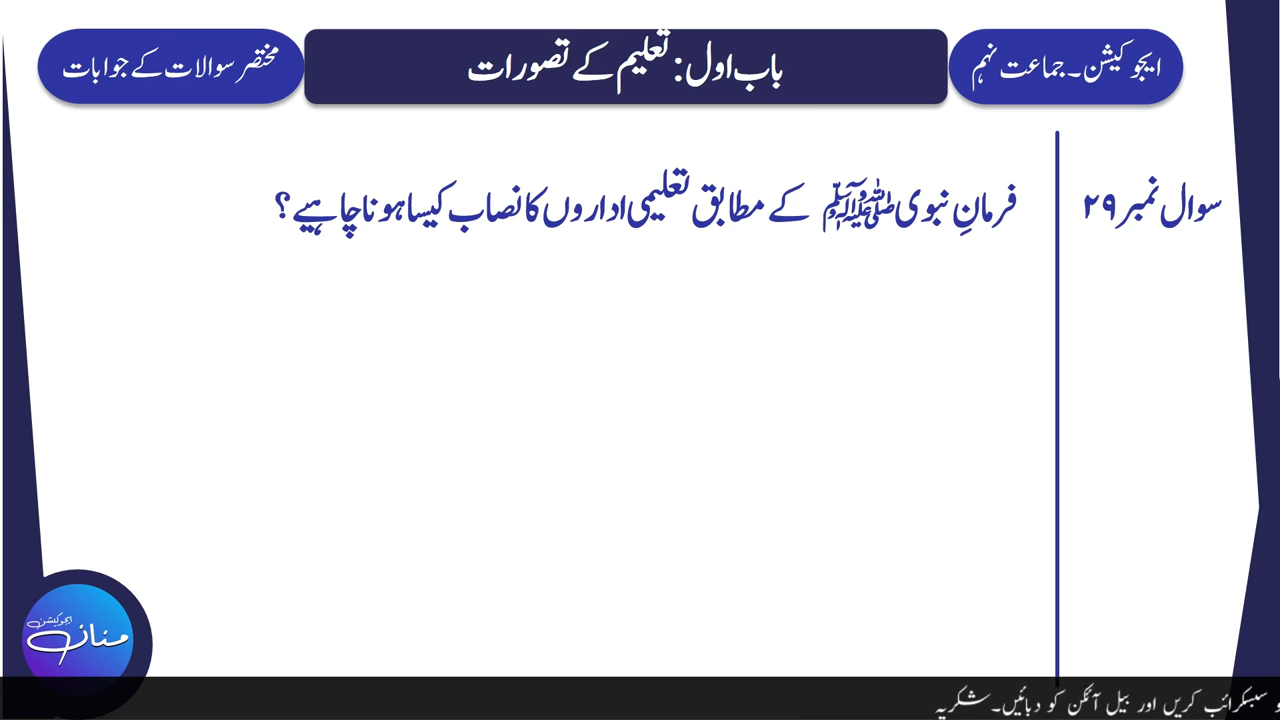 ایجوکیشن۔جماعت نہم
باب اول: تعلیم کے تصورات
مختصر سوالات کے جوابات
سوال نمبر ۲۹
فرمانِ نبوی ﷺ کے مطابق تعلیمی اداروں کا نصاب کیسا ہونا چاہیے؟
ایجوکیشن
منان
سبسکرائب کریں اور بیل آئکن کو دبائیں۔شکریہ